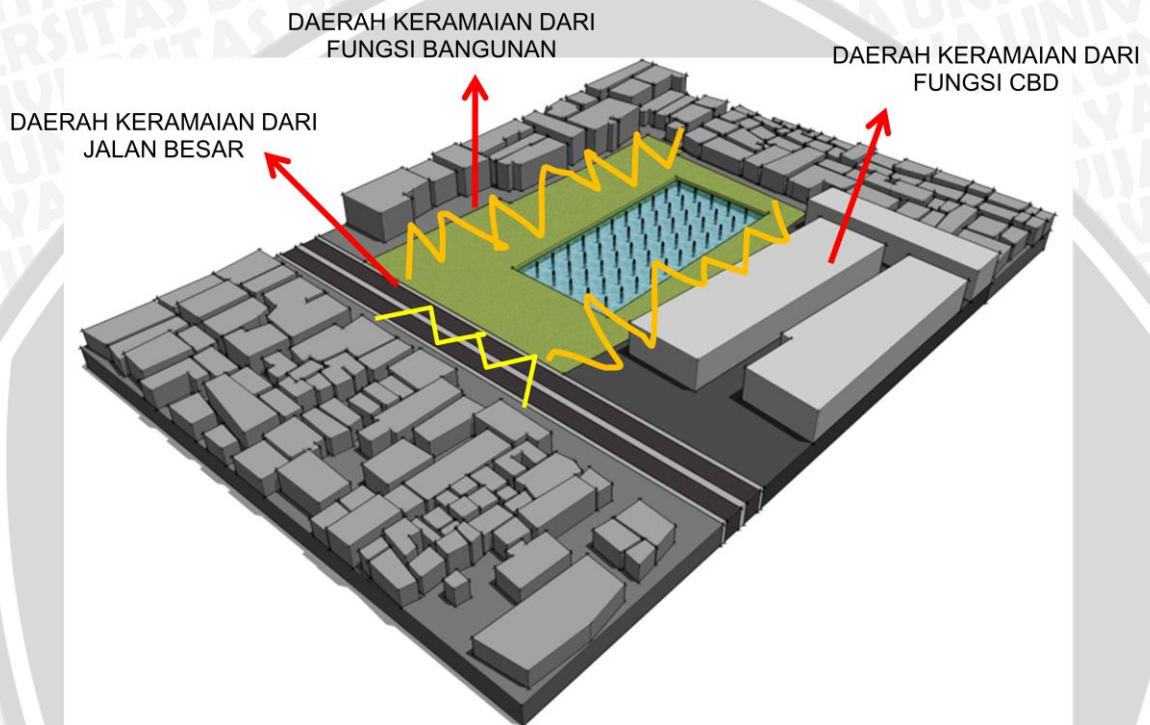 DAERAH KERAMAIAN DARI
FUNGSI BANGUNAN
DAERAH KERAMAIAN DARI
FUNGSI CBD
DAERAH KERAMAIAN DARI
JALAN BESAR